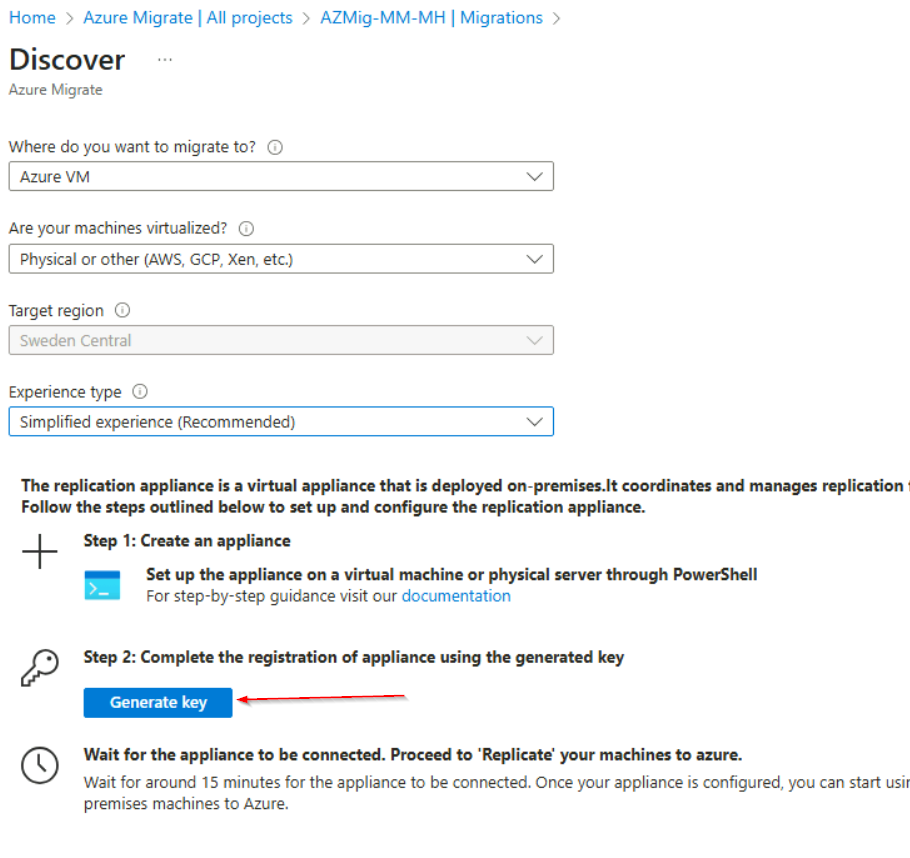 Home > Azure Migrate | All projects > AZMig-MM-MH | Migrations >
Discover ...
Azure Migrate
Where do you want to migrate to?
Azure VM
Are your machines virtualized?
Physical or other (AWS, GCP, Xen, etc.)
Target region
Sweden Central
Experience type
Simplified experience (Recommended)
The replication appliance is a virtual appliance that is deployed on-premises.It coordinates and manages replication
Follow the steps outlined below to set up and configure the replication appliance.
Step 1: Create an appliance
Set up the appliance on a virtual machine or physical server through PowerShell
For step-by-step guidance visit our documentation
Step 2: Complete the registration of appliance using the generated key
Generate key
Wait for the appliance to be connected. Proceed to 'Replicate' your machines to azure.
Wait for around 15 minutes for the appliance to be connected. Once your appliance is configured, you can start
premises machines to Azure.